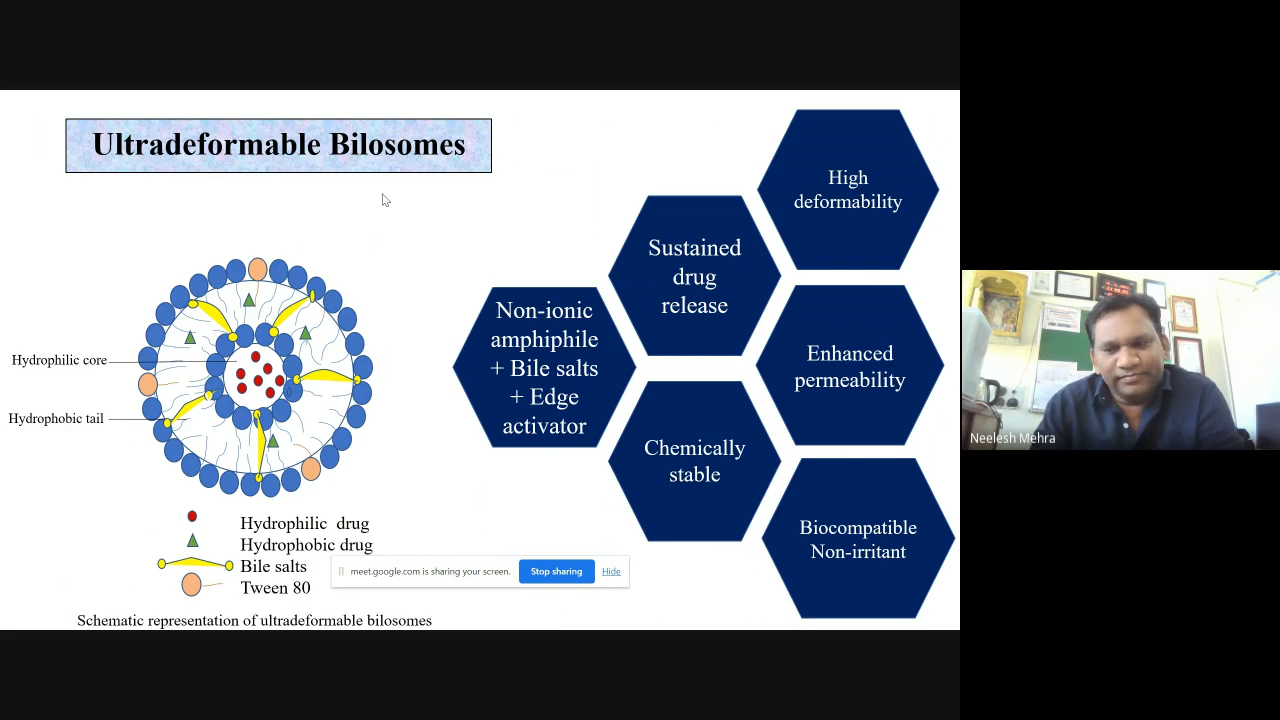 Ultradeformable Bilosomes
High
deformability
Sustained
drug
release
Non-ionic
amphiphile
+ Bile salts
+ Edge
activator
Enhanced
permeability
Chemically
stable
Biocompatible
Non-irritant
Hydrophilic core
Hydrophobic tail
Hydrophilic drug
Hydrophobic drug
Bile salts
Tween 80
Schematic representation of ultradeformable bilosomes
meet.google.com is sharing your screen.
Stop sharing
Hide
Neelesh Mehra